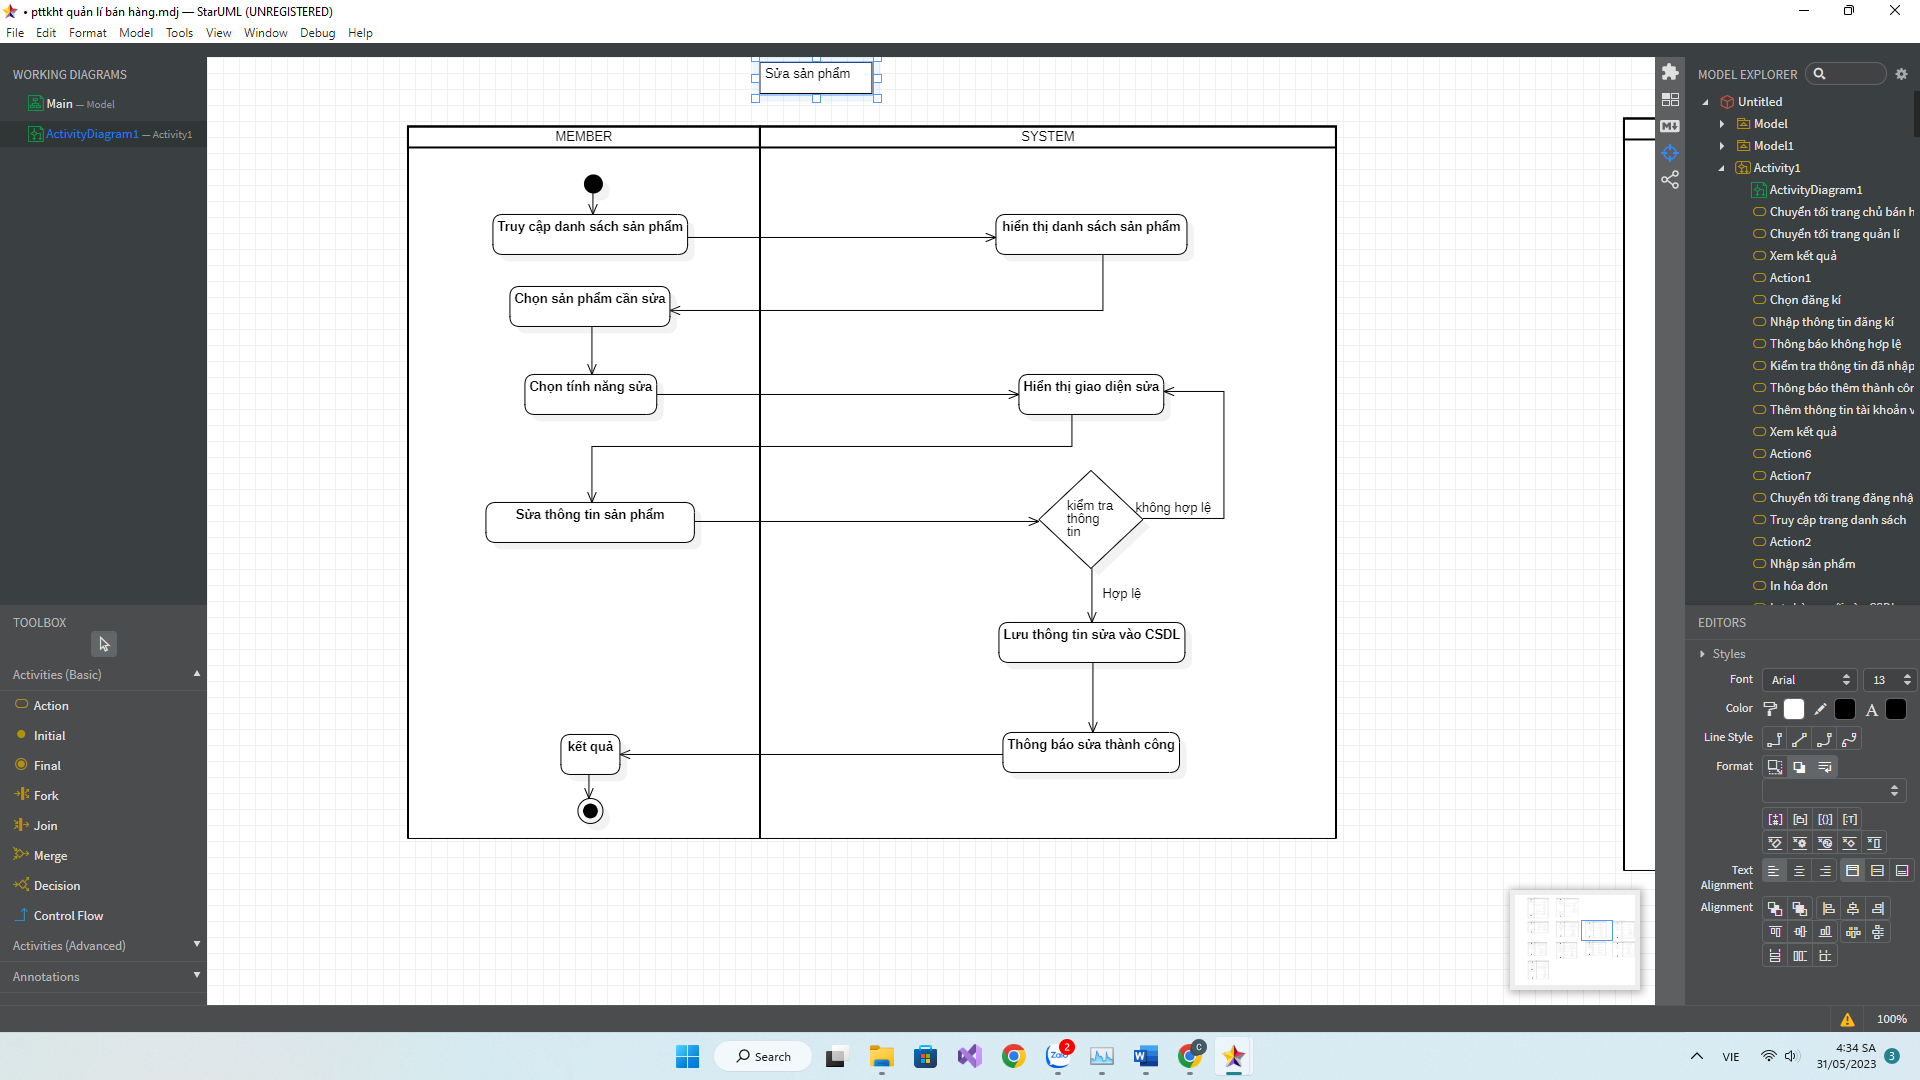 • pttkht quản lí bán hàng.mdj — StarUML (UNREGISTERED)
File Edit Format Model Tools View Window Debug Help
WORKING DIAGRAMS
Main — Model
ActivityDiagram1 — Activity1
TOOLBOX
Activities (Basic)
Action
Initial
Final
Fork
Join
Merge
Decision
Control Flow
Activities (Advanced)
Annotations
Sửa sản phẩm
MEMBER
SYSTEM
Truy cập danh sách sản phẩm
hiển thị danh sách sản phẩm
Chọn sản phẩm cần sửa
Chọn tính năng sửa
Hiển thị giao diện sửa
Sửa thông tin sản phẩm
kiểm tra
thông
tin
không hợp lệ
Hợp lệ
Lưu thông tin sửa vào CSDL
Thông báo sửa thành công
kết quả
MODEL EXPLORER
Untitled
Model
Model1
Activity1
ActivityDiagram1
Chuyển tới trang chủ bán h
Chuyển tới trang quản lí
Xem kết quả
Action1
Chọn đăng kí
Nhập thông tin đăng kí
Thông báo không hợp lệ
Kiểm tra thông tin đã nhập
Thông báo thêm thành côn
Thêm thông tin tài khoản v
Xem kết quả
Action6
Action7
Chuyển tới trang đăng nhậ
Truy cập trang danh sách
Action2
Nhập sản phẩm
In hóa đơn
EDITORS
Styles
Font Arial 13
Color A
Line Style
Format
Text
Alignment
Alignment
100%
Search
Zalo
2
C
VIE
4:34 SA
31/05/2023
3